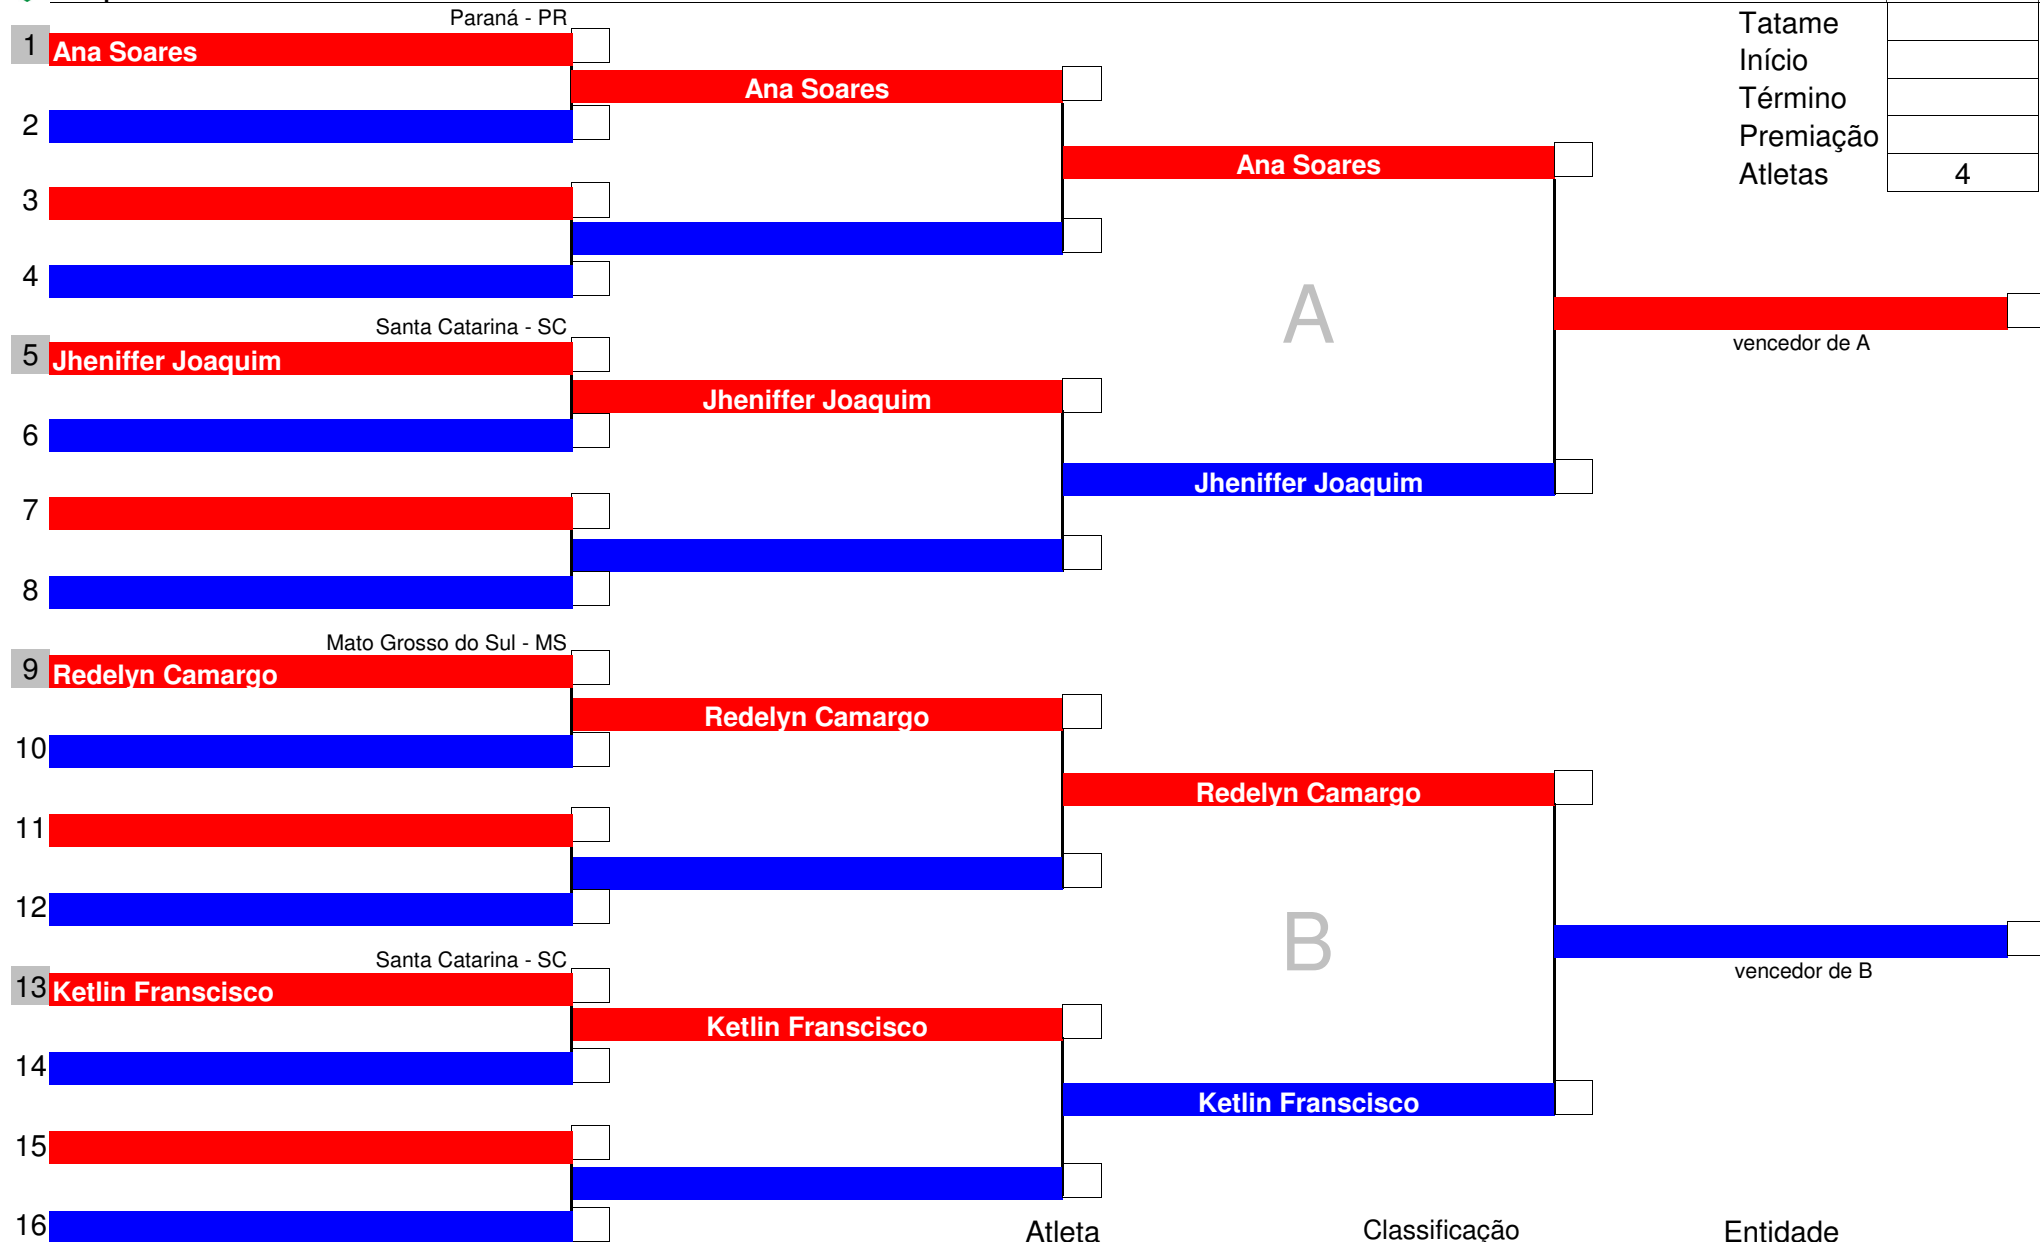 Paraná - PR
Tatame
1 Ana Soares
Ana Soares
Início
Término
2
Premiação
Ana Soares
Atletas 4
3
4
Santa Catarina - SC
A
vencedor de A
5 Jheniffer Joaquim
Jheniffer Joaquim
6
Jheniffer Joaquim
7
8
Mato Grosso do Sul - MS
9 Redelyn Camargo
Redelyn Camargo
10
Redelyn Camargo
11
12
B
Santa Catarina - SC
vencedor de B
13 Ketlin Franscisco
Ketlin Franscisco
14
Ketlin Franscisco
15
16
Atleta Classificação Entidade